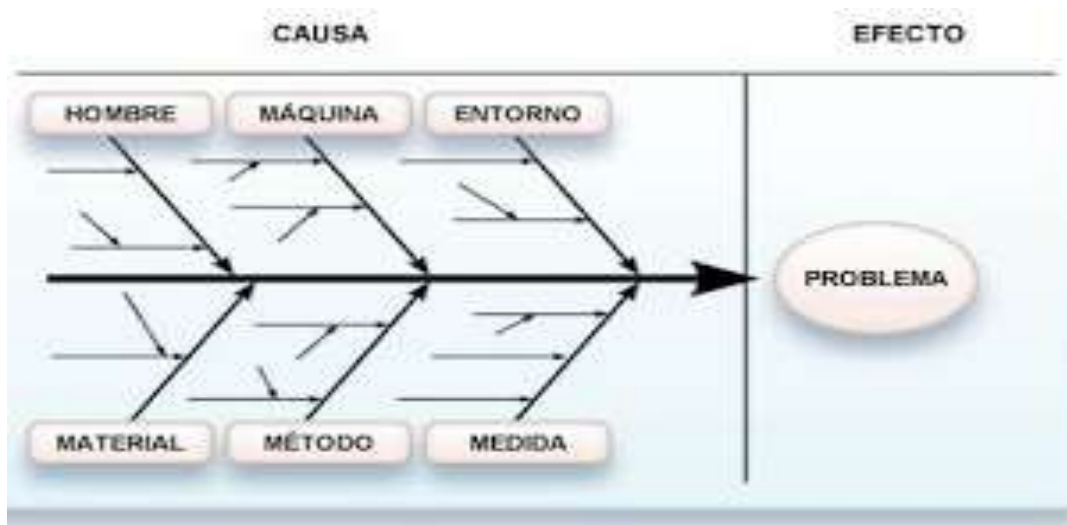 CAUSA EFECTO
HOMBRE MÁQUINA ENTORNO
PROBLEMA
MATERIAL MÉTODO MEDIDA